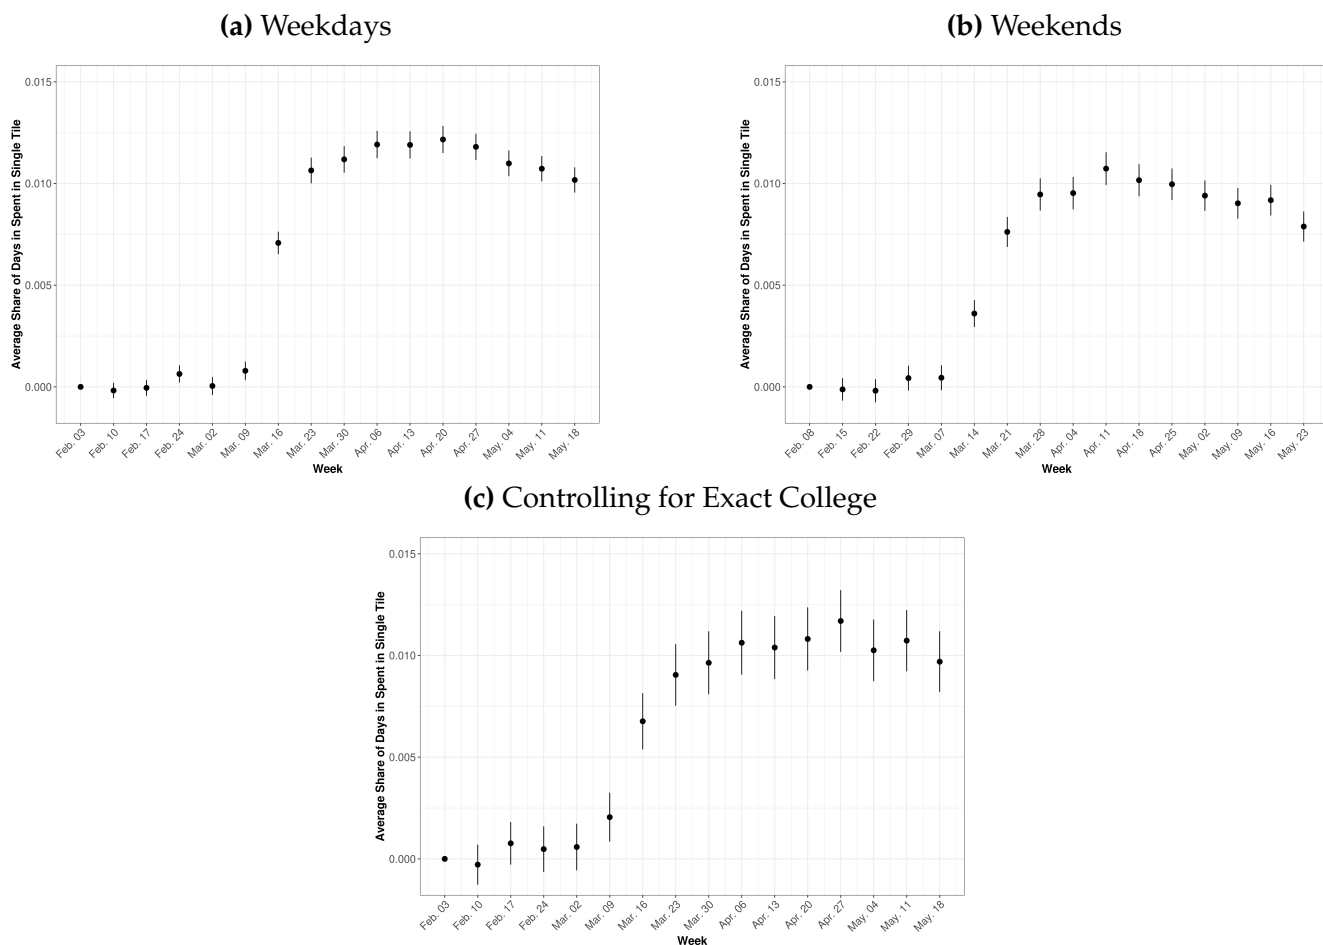 (a) Weekdays
Average Share of Days in Spent in Single Tile
0.015
0.010
0.005
0.000
Feb. 03
Feb. 10
Feb. 17
Feb. 24
Mar. 02
Mar. 09
Mar. 16
Mar. 23
Mar. 30
Apr. 06
Apr. 13
Apr. 20
Apr. 27
May. 04
May. 11
May. 18
Week
(b) Weekends
Average Share of Days in Spent in Single Tile
0.015
0.010
0.005
0.000
Feb. 08
Feb. 15
Feb. 22
Feb. 29
Mar. 07
Mar. 14
Mar. 21
Mar. 28
Apr. 04
Apr. 11
Apr. 18
Apr. 25
May. 02
May. 09
May. 16
May. 23
Week
(c) Controlling for Exact College
Average Share of Days in Spent in Single Tile
0.015
0.010
0.005
0.000
Feb. 03
Feb. 10
Feb. 17
Feb. 24
Mar. 02
Mar. 09
Mar. 16
Mar. 23
Mar. 30
Apr. 06
Apr. 13
Apr. 20
Apr. 27
May. 04
May. 11
May. 18
Week